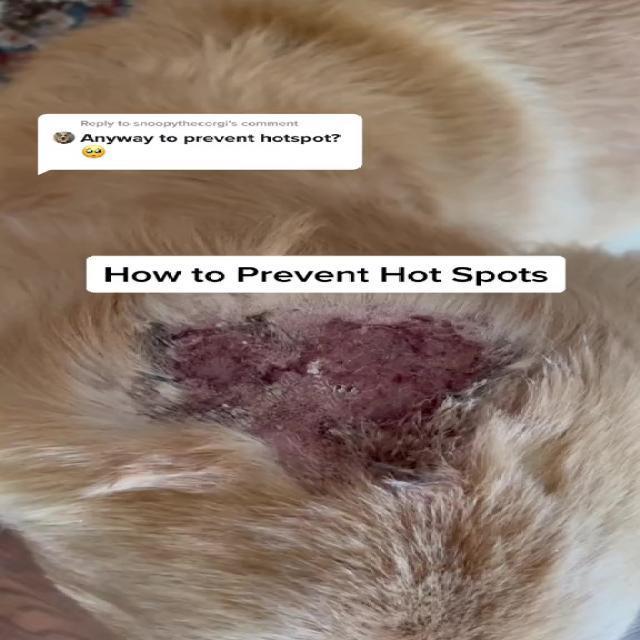 Reply to snoopythecorgi's comment
Anyway to prevent hotspot?
🥺
How to Prevent Hot Spots